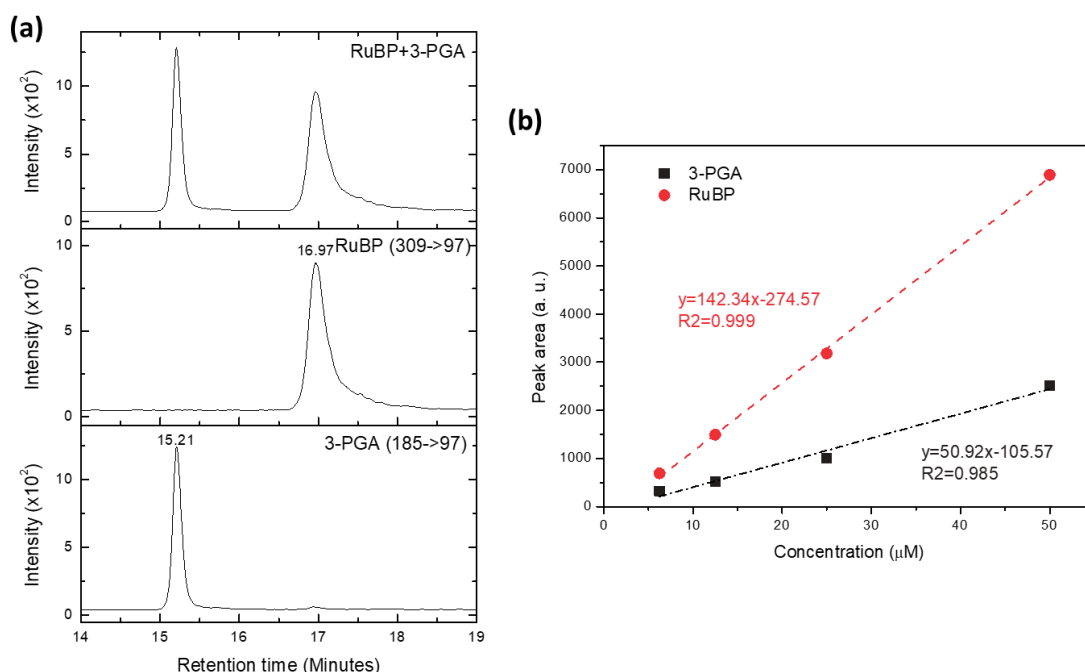 (a)
RuBP+3-PGA
10
5
0
Intensity (x10²)
16.97
RuBP (309->97)
10
5
0
Intensity (x10²)
15.21
3-PGA (185->97)
10
5
0
Intensity (x10²)
14 15 16 17 18 19
Retention time (Minutes)
(b)
3-PGA
RuBP
7000
6000
5000
4000
3000
2000
1000
0
Peak area (a. u.)
y=142.34x-274.57
R2=0.999
y=50.92x-105.57
R2=0.985
0 10 20 30 40 50
Concentration (μM)